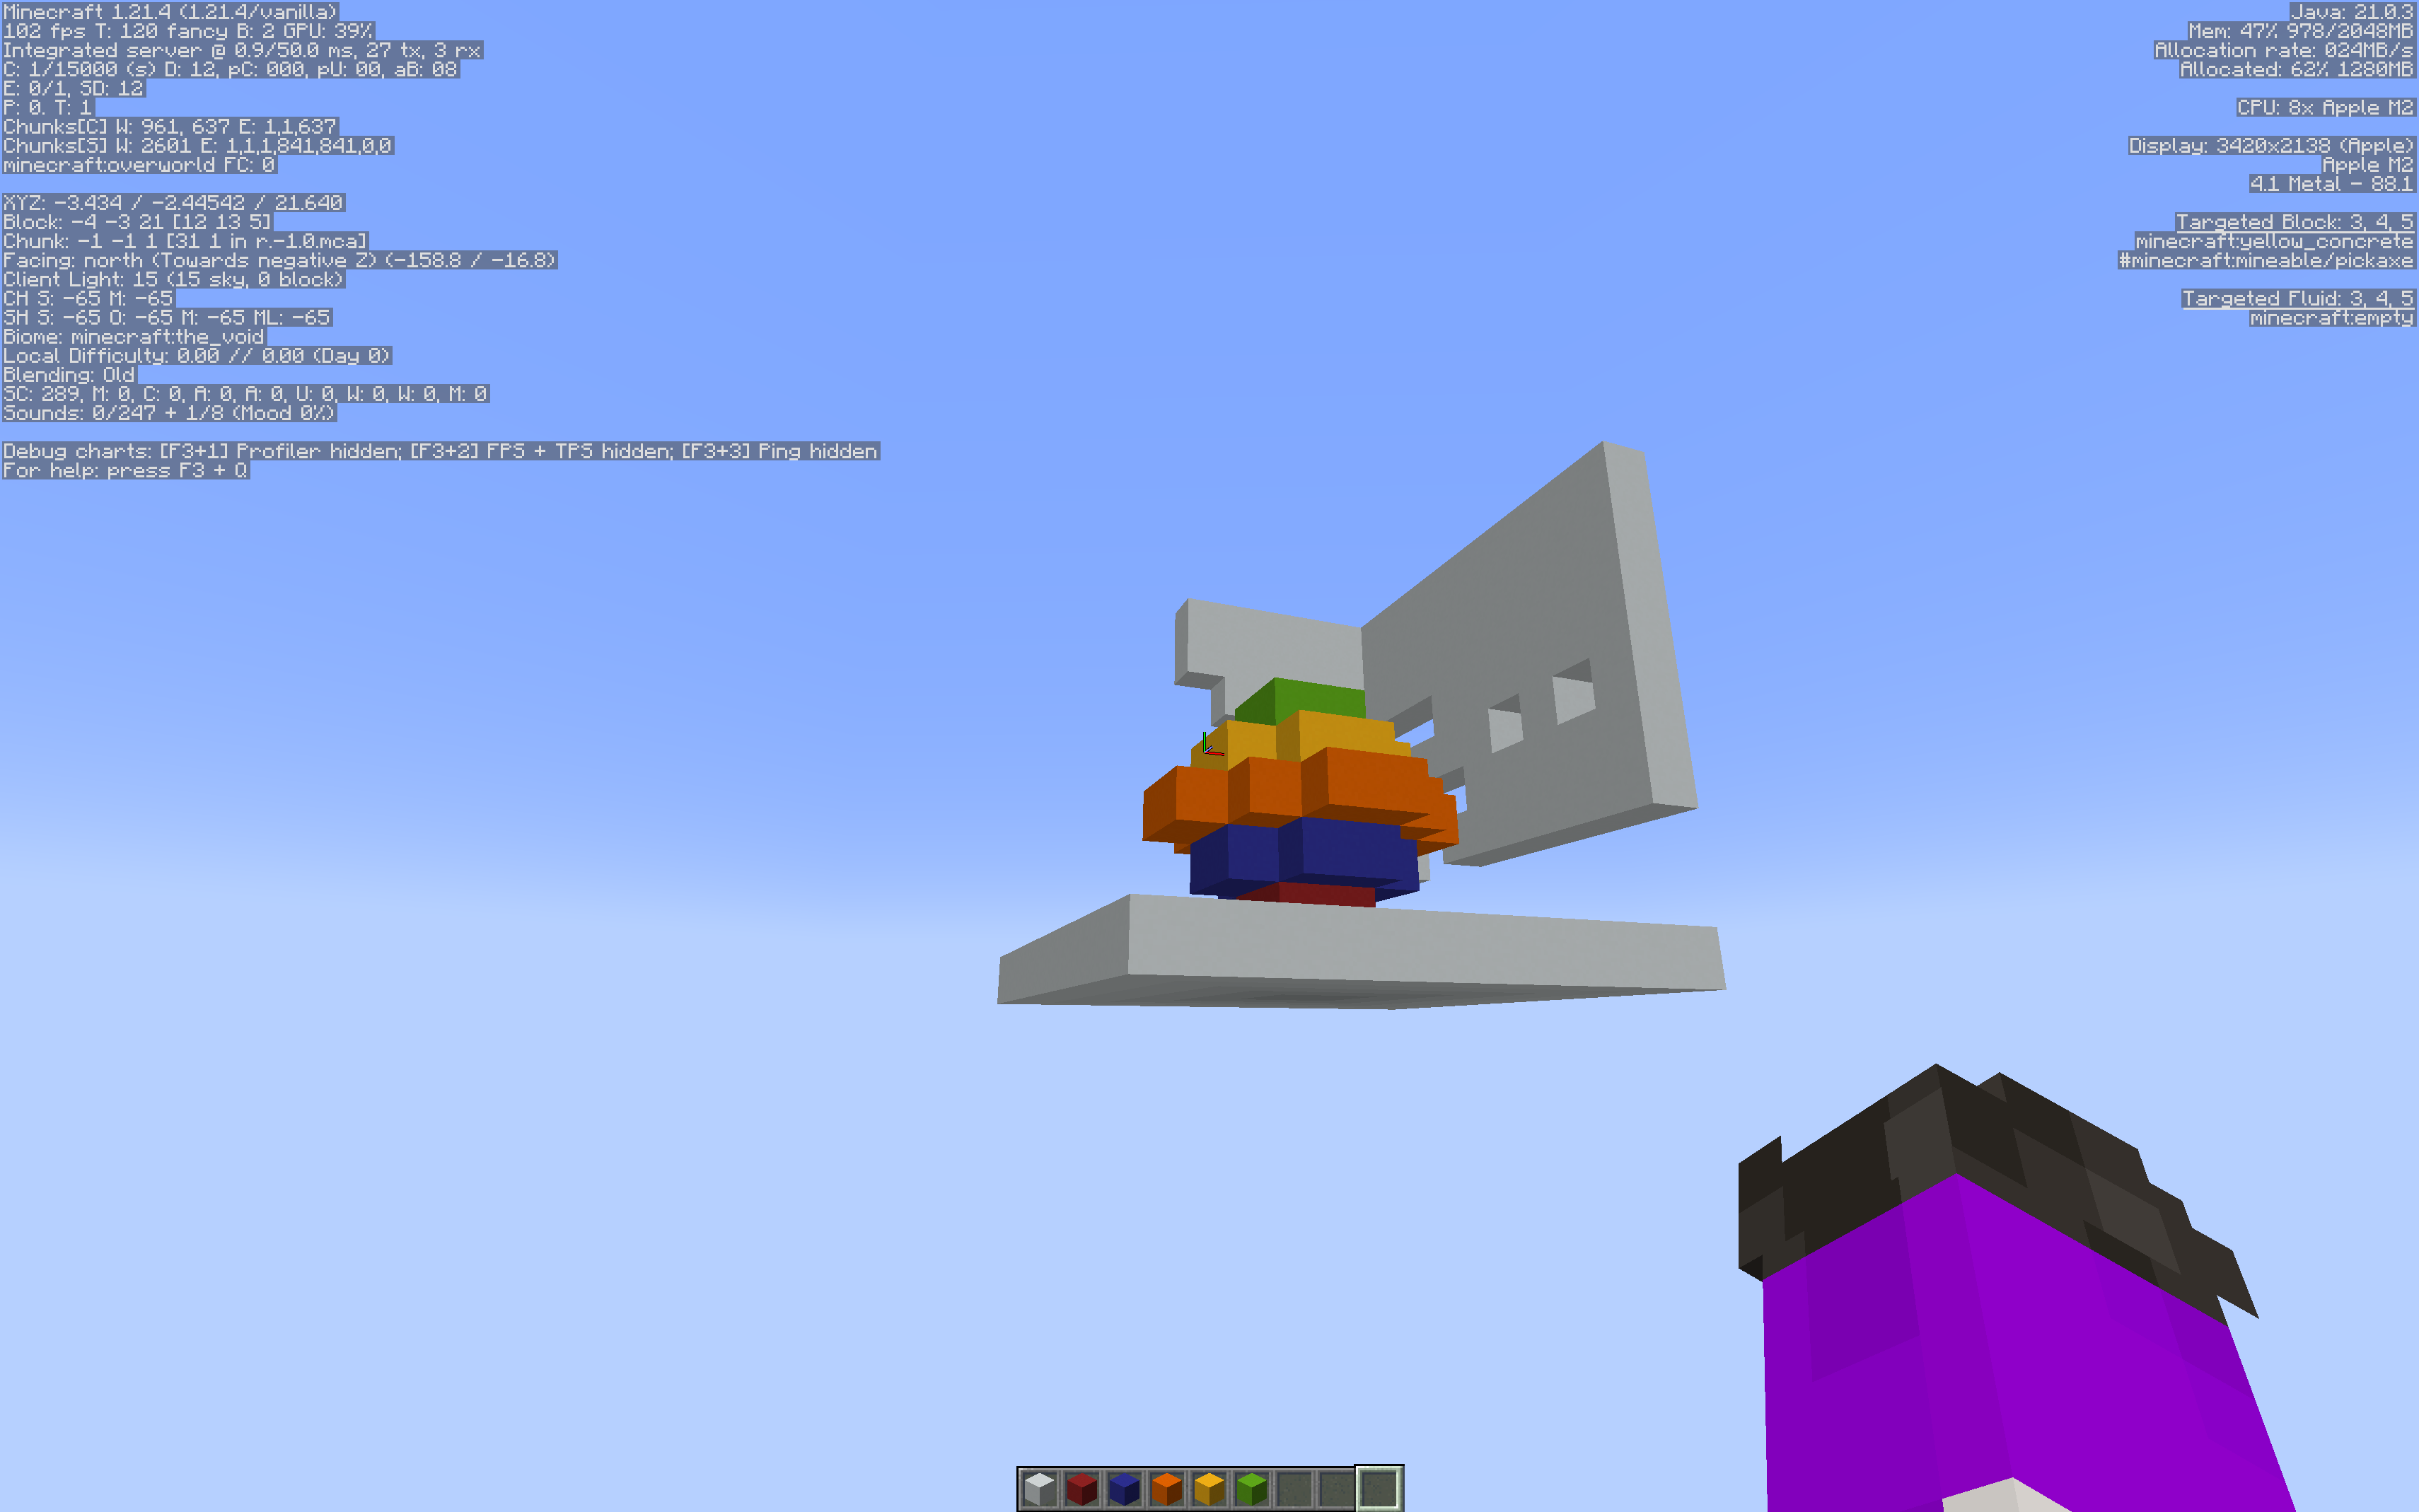 Minecraft 1.21.4 (1.21.4/vanilla)
102 fps T: 120 fancy B: 2 GPU: 39%
Integrated server @ 0.9/50.0 ms, 27 tx, 3 rx
C: 1/15000 (s) D: 12, pC: 000, pU: 00, aB: 08
E: 0/1, SD: 12
P: 0. T: 1
Chunks[C] W: 961, 637 E: 1,1,637
Chunks[S] W: 2601 E: 1,1,1,841,841,0,0
minecraft:overworld FC: 0
XYZ: -3.434 / -2.44542 / 21.640
Block: -4 -3 21 [12 13 5]
Chunk: -1 -1 1 [31 1 in r.-1.0.mca]
Facing: north (Towards negative Z) (-158.8 / -16.8)
Client Light: 15 (15 sky, 0 block)
CH S: -65 M: -65
SH S: -65 O: -65 M: -65 ML: -65
Biome: minecraft:the_void
Local Difficulty: 0.00 // 0.00 (Day 0)
Blending: Old
SC: 289, M: 0, C: 0, A: 0, A: 0, U: 0, W: 0, W: 0, M: 0
Sounds: 0/247 + 1/8 (Mood 0%)
Debug charts: [F3+1] Profiler hidden; [F3+2] FPS + TPS hidden; [F3+3] Ping hidden
For help: press F3 + Q
Java: 21.0.3
Mem: 47% 978/2048MB
Allocation rate: 024MB/s
Allocated: 62% 1280MB
CPU: 8x Apple M2
Display: 3420x2138 (Apple)
Apple M2
4.1 Metal - 88.1
Targeted Block: 3, 4, 5
minecraft:yellow_concrete
#minecraft:mineable/pickaxe
Targeted Fluid: 3, 4, 5
minecraft:empty